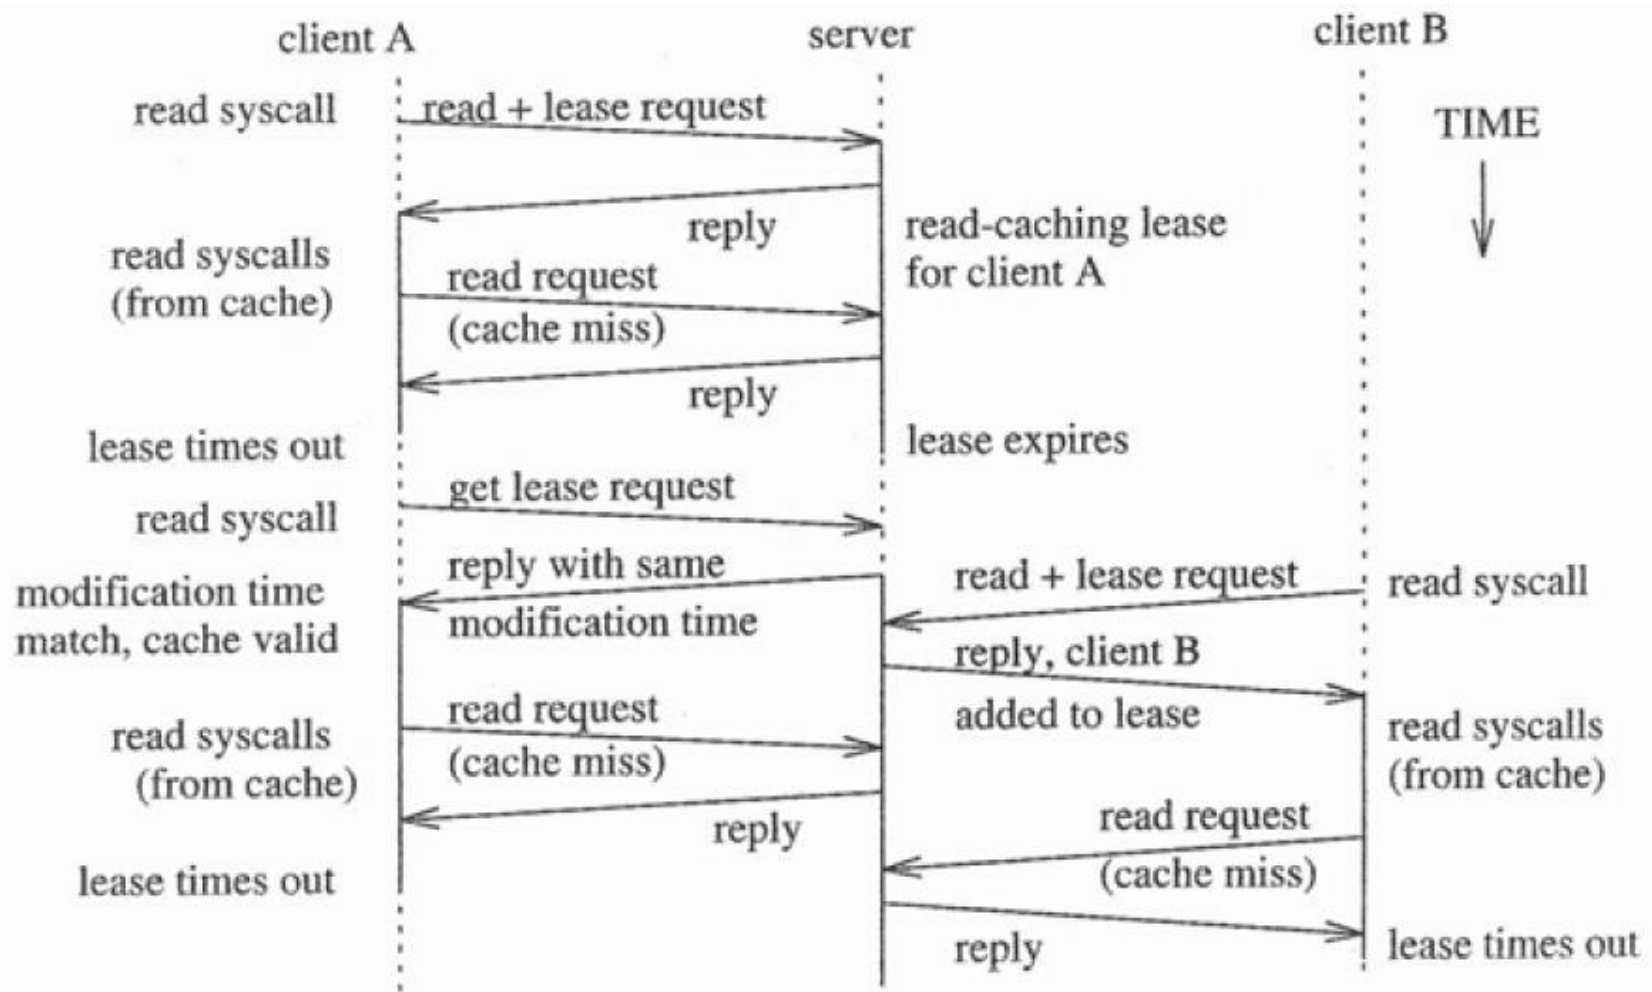 client A
server
client B
read syscall
read + lease request
TIME
reply
read-caching lease
for client A
read syscalls
(from cache)
read request
(cache miss)
reply
lease times out
lease expires
get lease request
read syscall
reply with same
modification time
read + lease request
read syscall
modification time
match, cache valid
reply, client B
added to lease
read request
(cache miss)
read syscalls
(from cache)
read syscalls
(from cache)
reply
read request
(cache miss)
lease times out
reply
lease times out